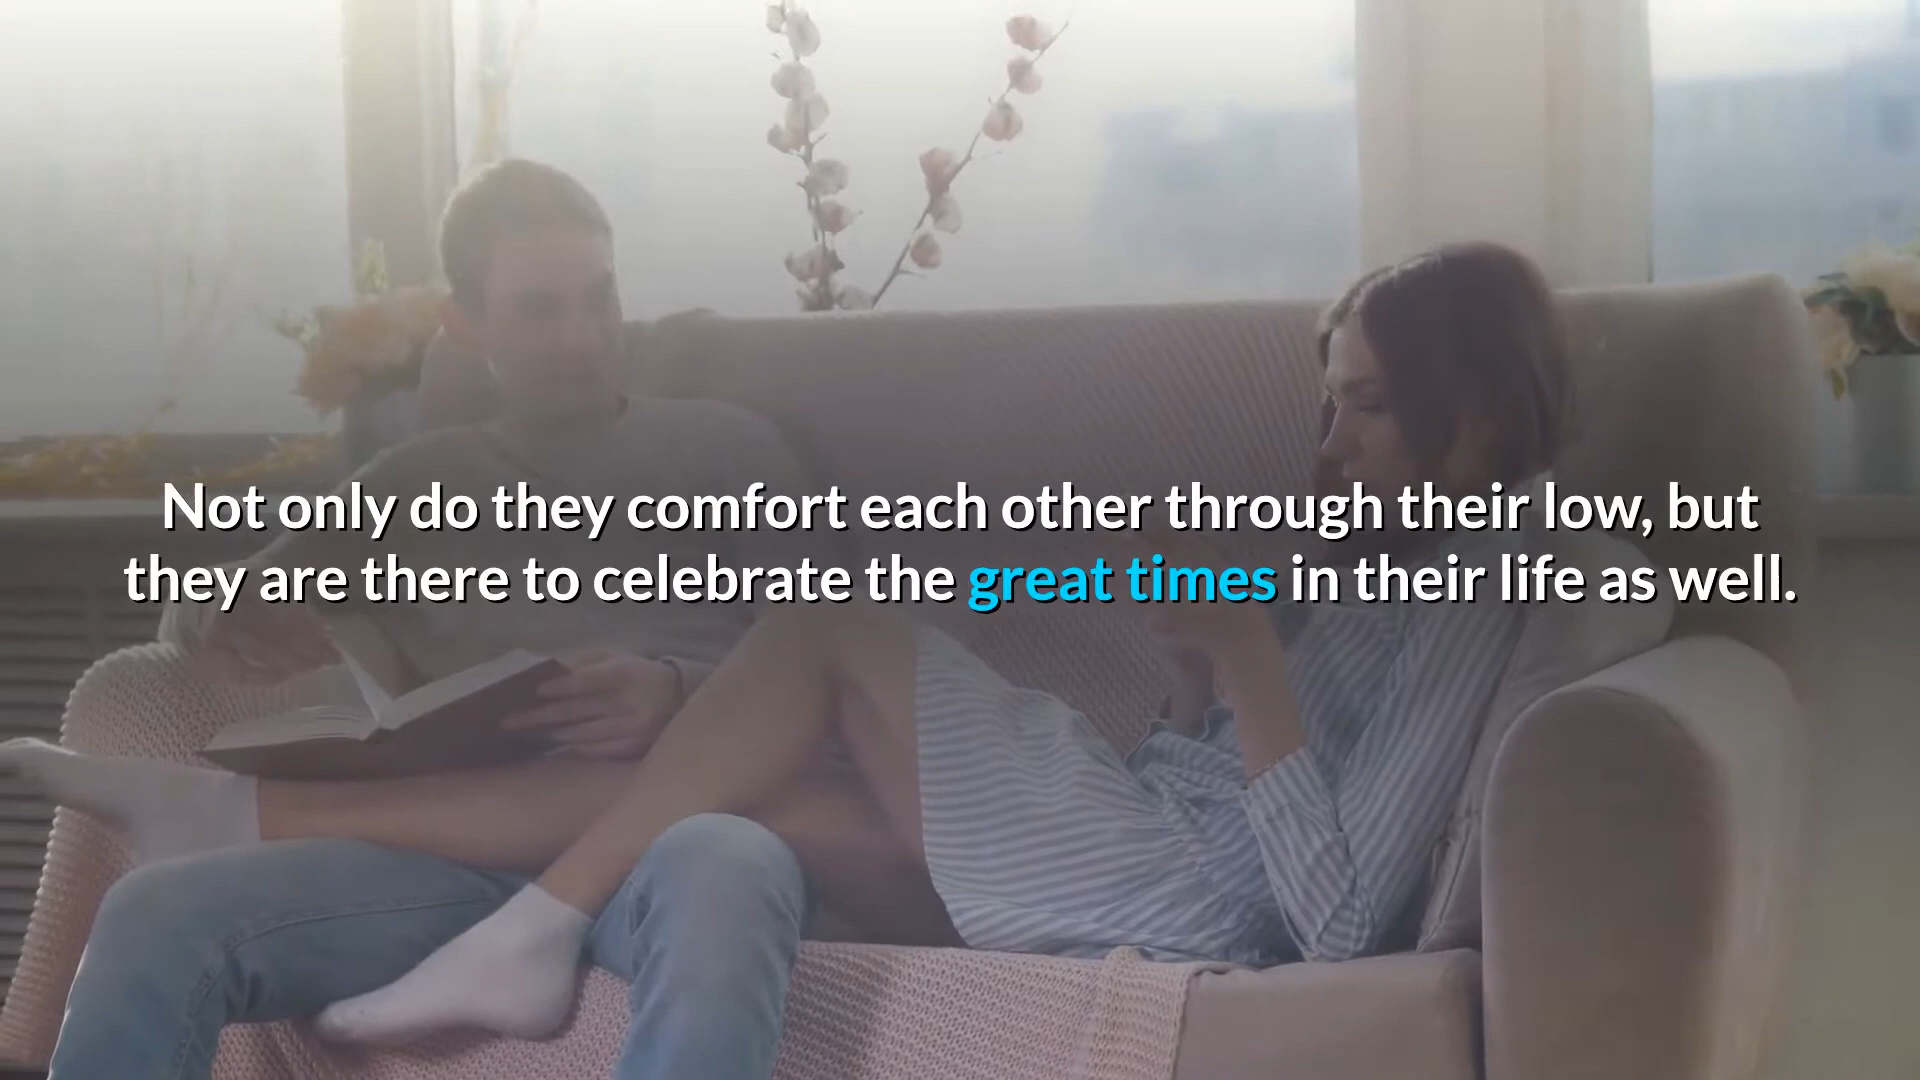 Not only do they comfort each other through their low, but
they are there to celebrate the great times in their life as well.